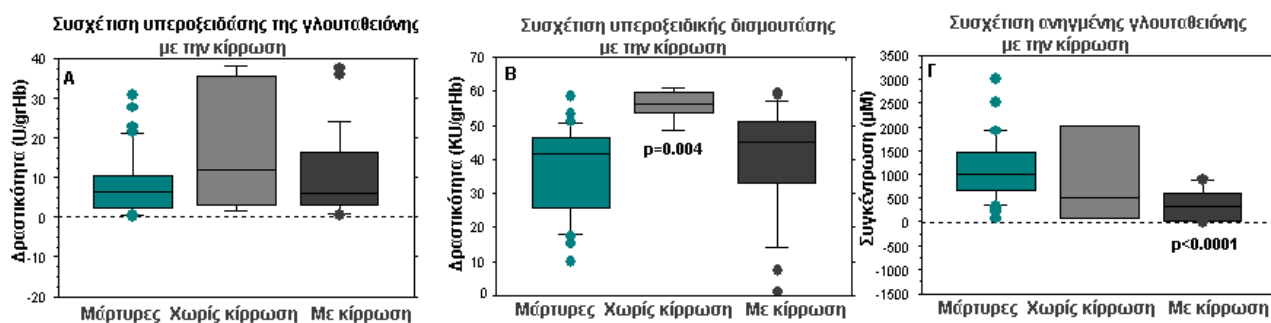 Συσχέτιση υπεροξειδάσης της γλουταθειόνης
με την κίρρωση
Α
Δραστικότητα (U/grHb)
40
30
20
10
0
-10
-20
Μάρτυρες Χωρίς κίρρωση Με κίρρωση
Συσχέτιση υπεροξειδικής δισμουτάσης
με την κίρρωση
Β
Δραστικότητα (KU/grHb)
70
60
50
40
30
20
10
0
p=0.004
Μάρτυρες Χωρίς κίρρωση Με κίρρωση
Συσχέτιση ανηγμένης γλουταθειόνης
με την κίρρωση
Γ
Συγκέντρωση (μΜ)
3500
3000
2500
2000
1500
1000
500
0
-500
-1000
-1500
p<0.0001
Μάρτυρες Χωρίς κίρρωση Με κίρρωση